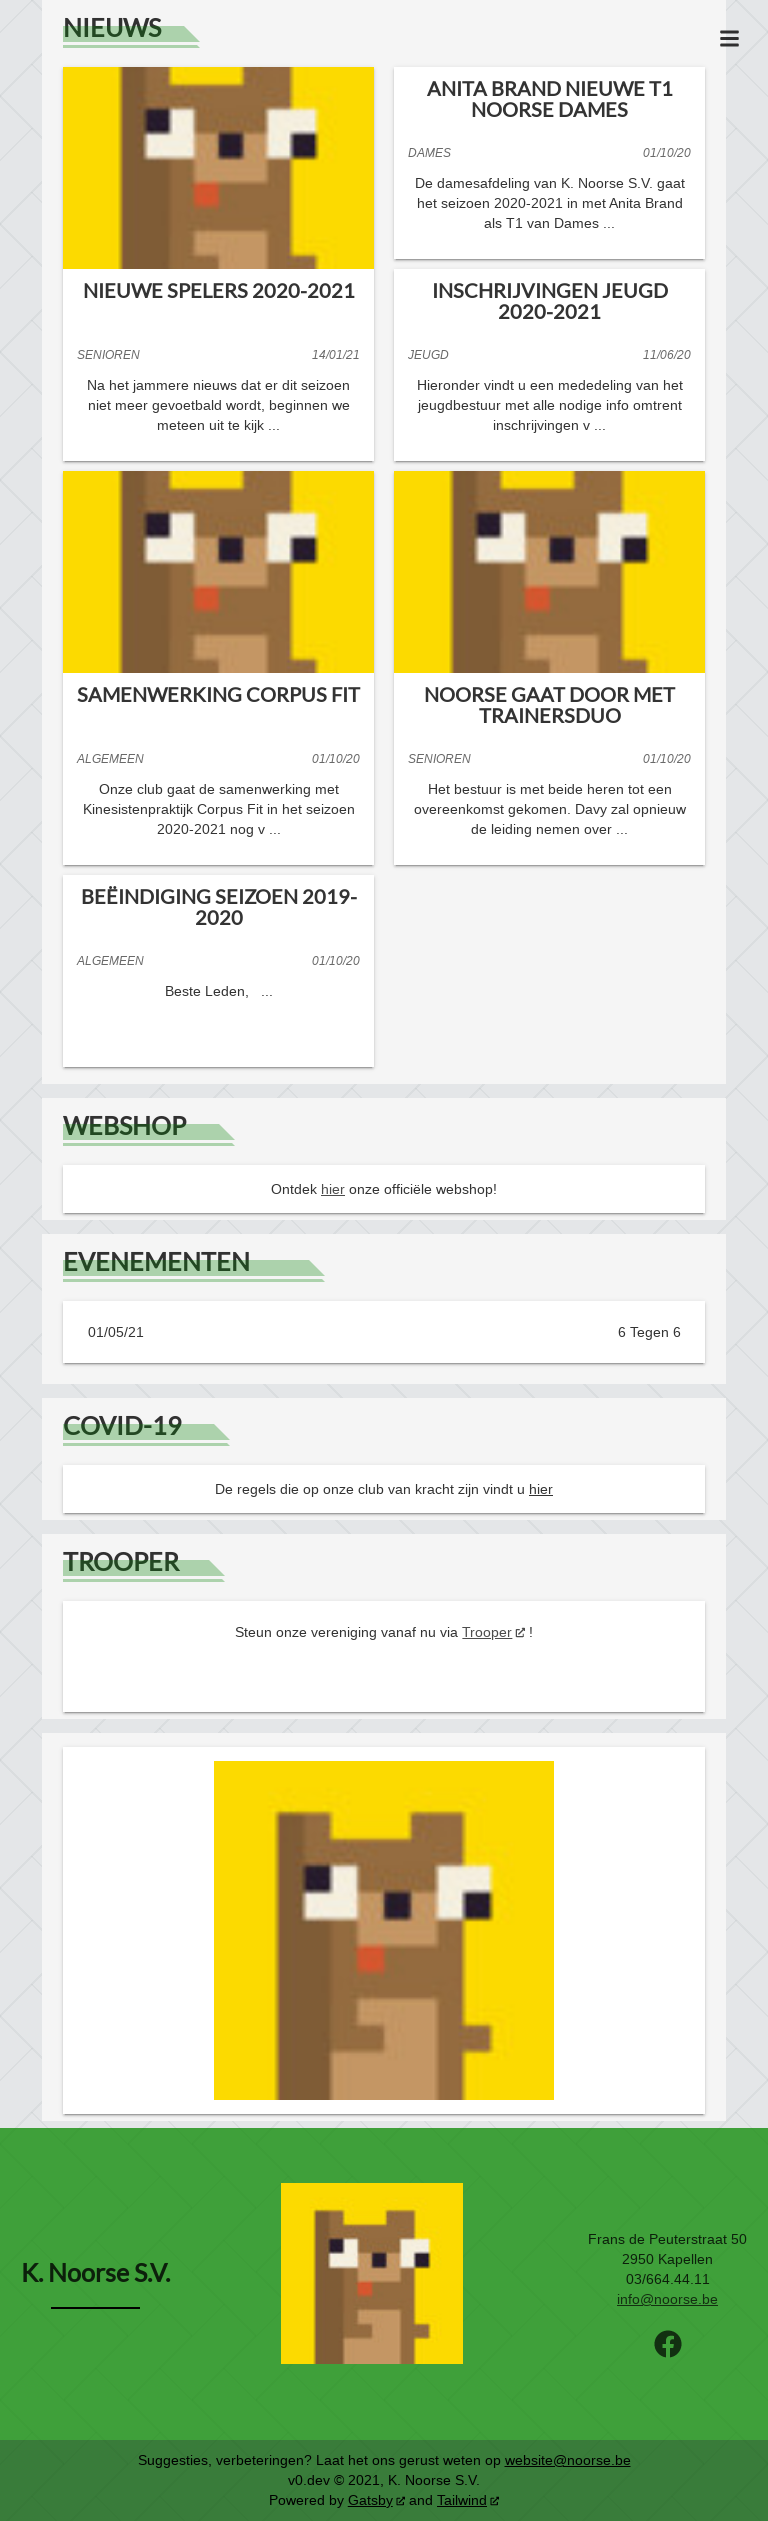 NIEUWS
NIEUWE SPELERS 2020-2021
SENIOREN 14/01/21
Na het jammere nieuws dat er dit seizoen
niet meer gevoetbald wordt, beginnen we
meteen uit te kijk ...
ANITA BRAND NIEUWE T1
NOORSE DAMES
DAMES 01/10/20
De damesafdeling van K. Noorse S.V. gaat
het seizoen 2020-2021 in met Anita Brand
als T1 van Dames ...
INSCHRIJVINGEN JEUGD
2020-2021
JEUGD 11/06/20
Hieronder vindt u een mededeling van het
jeugdbestuur met alle nodige info omtrent
inschrijvingen v ...
SAMENWERKING CORPUS FIT
ALGEMEEN 01/10/20
Onze club gaat de samenwerking met
Kinesistenpraktijk Corpus Fit in het seizoen
2020-2021 nog v ...
NOORSE GAAT DOOR MET
TRAINERSDUO
SENIOREN 01/10/20
Het bestuur is met beide heren tot een
overeenkomst gekomen. Davy zal opnieuw
de leiding nemen over ...
BEËINDIGING SEIZOEN 2019-
2020
ALGEMEEN 01/10/20
Beste Leden, ...
WEBSHOP
Ontdek hier onze officiële webshop!
EVENEMENTEN
01/05/21 6 Tegen 6
COVID-19
De regels die op onze club van kracht zijn vindt u hier
TROOPER
Steun onze vereniging vanaf nu via Trooper !
K. Noorse S.V.
Frans de Peuterstraat 50
2950 Kapellen
03/664.44.11
info@noorse.be
Suggesties, verbeteringen? Laat het ons gerust weten op website@noorse.be
v0.dev © 2021, K. Noorse S.V.
Powered by Gatsby and Tailwind